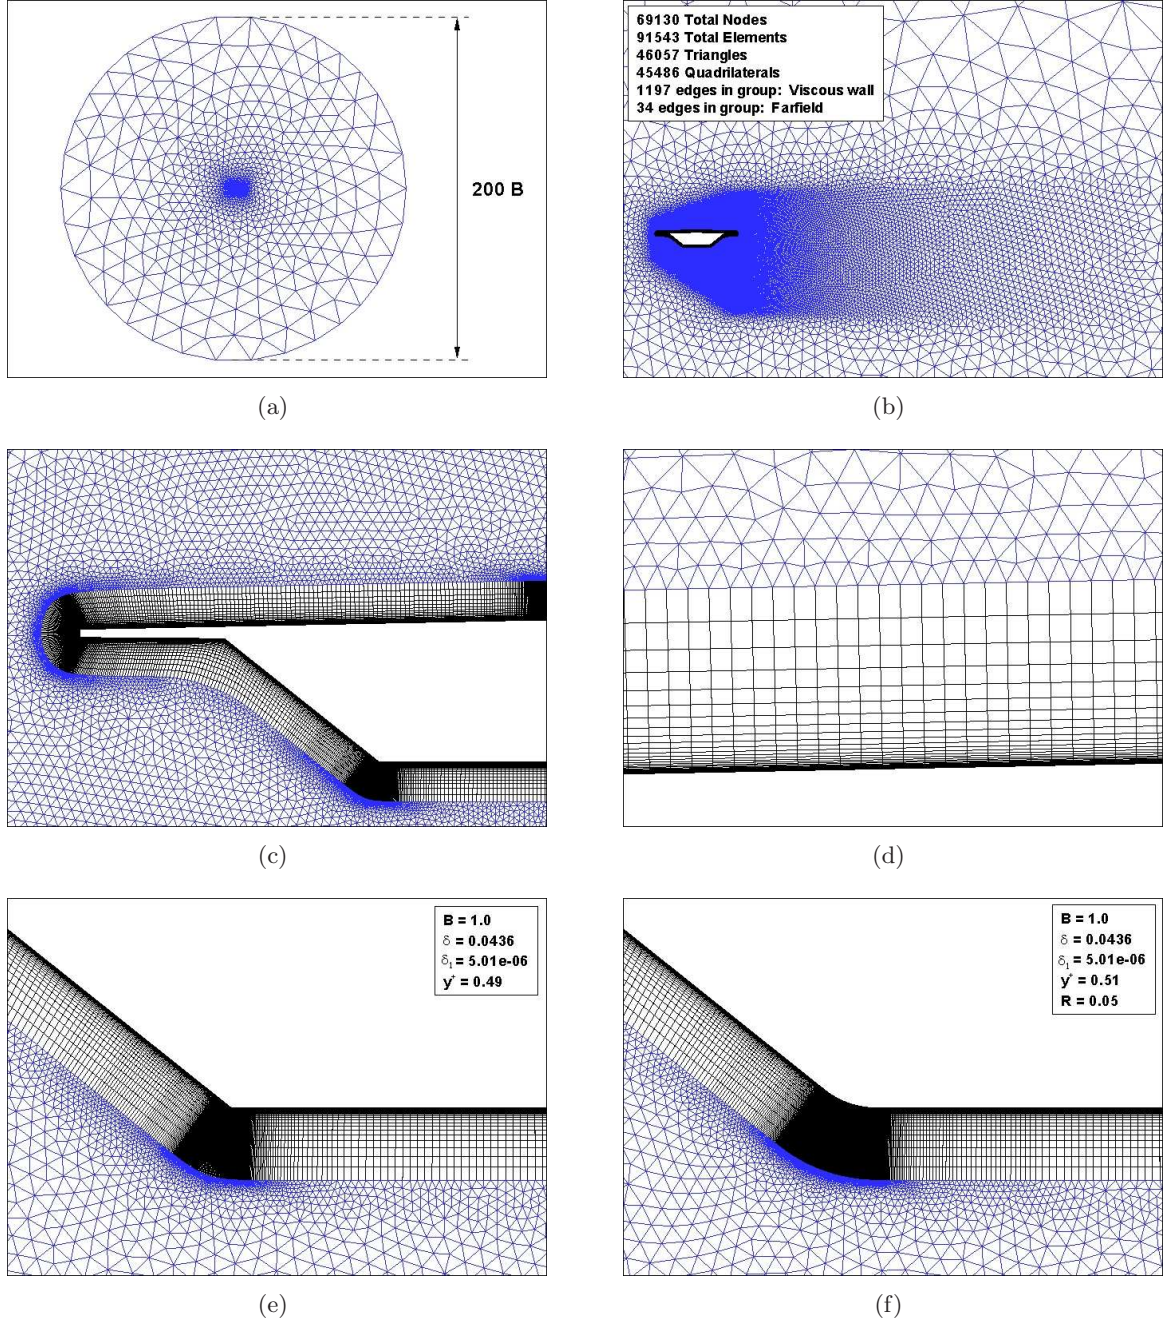 200 B
(a)
69130 Total Nodes
91543 Total Elements
46057 Triangles
45486 Quadrilaterals
1197 edges in group: Viscous wall
34 edges in group: Farfield
(b)
(c)
(d)
B = 1.0
δ = 0.0436
δ₁ = 5.01e-06
y⁺ = 0.49
(e)
B = 1.0
δ = 0.0436
δ₁ = 5.01e-06
y⁺ = 0.51
R = 0.05
(f)